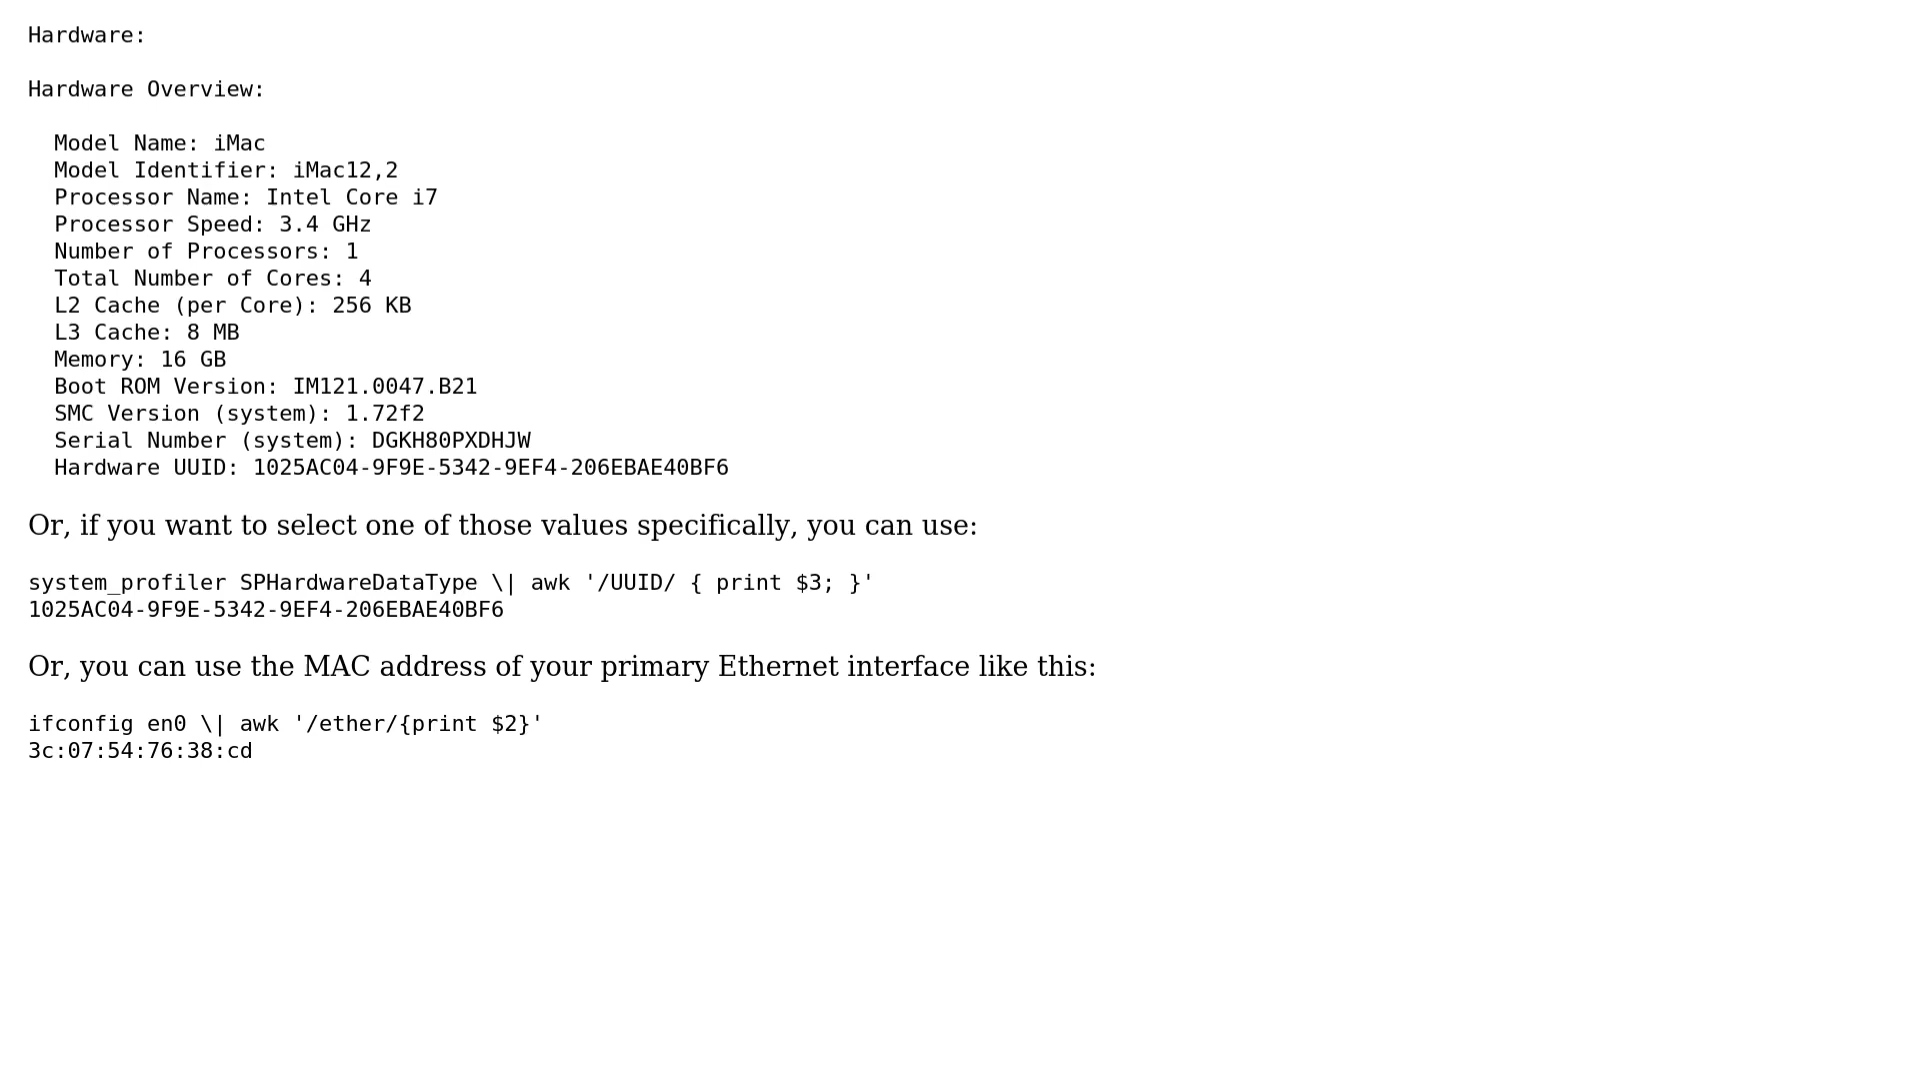 Hardware:
Hardware Overview:
Model Name: iMac
Model Identifier: iMac12,2
Processor Name: Intel Core i7
Processor Speed: 3.4 GHz
Number of Processors: 1
Total Number of Cores: 4
L2 Cache (per Core): 256 KB
L3 Cache: 8 MB
Memory: 16 GB
Boot ROM Version: IM121.0047.B21
SMC Version (system): 1.72f2
Serial Number (system): DGKH80PXDHJW
Hardware UUID: 1025AC04-9F9E-5342-9EF4-206EBAE40BF6
Or, if you want to select one of those values specifically, you can use:
system_profiler SPHardwareDataType \| awk '/UUID/ { print $3; }'
1025AC04-9F9E-5342-9EF4-206EBAE40BF6
Or, you can use the MAC address of your primary Ethernet interface like this:
ifconfig en0 \| awk '/ether/{print $2}'
3c:07:54:76:38:cd